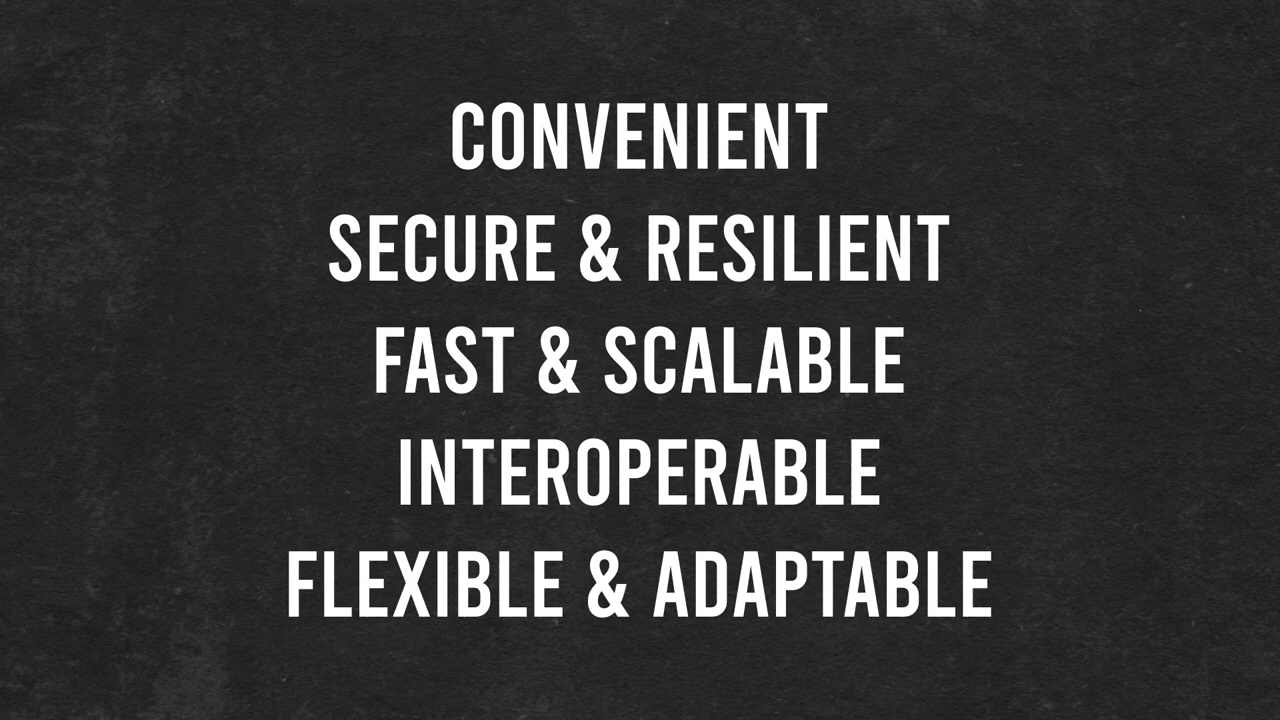 CONVENIENT
SECURE & RESILIENT
FAST & SCALABLE
INTEROPERABLE
FLEXIBLE & ADAPTABLE